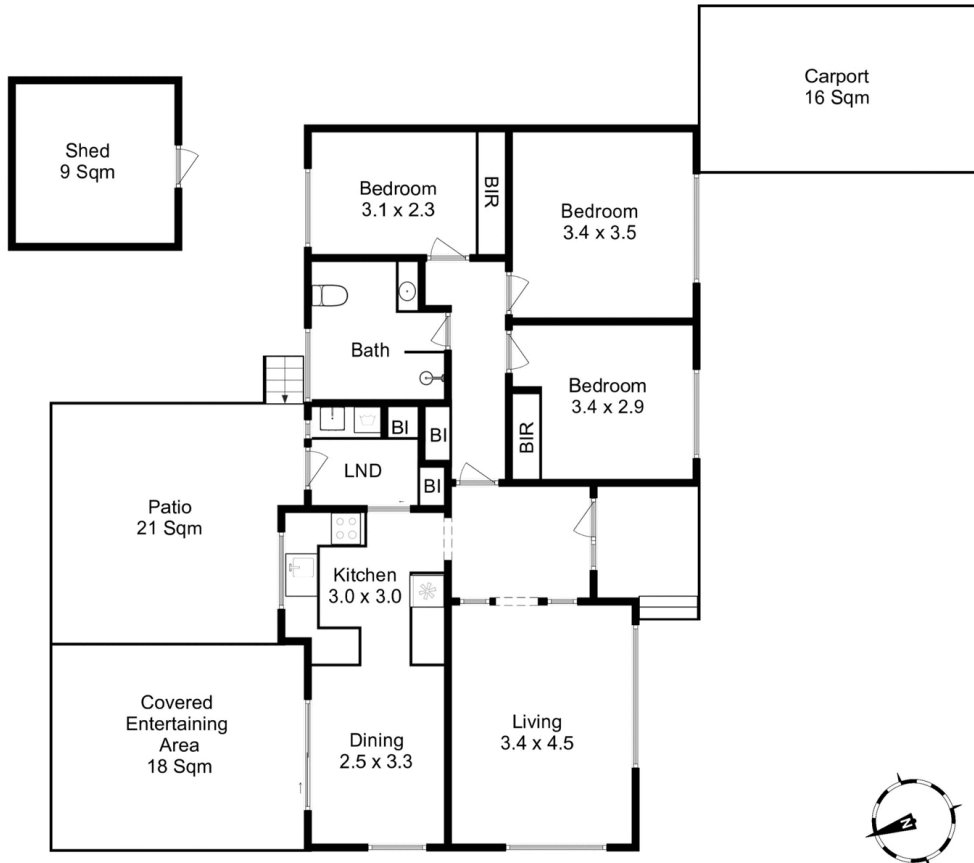 Carport
16 Sqm
Shed
9 Sqm
Bedroom
3.1 x 2.3
BIR
Bedroom
3.4 x 3.5
Bath
Bedroom
3.4 x 2.9
BIR
BI
BI
LND
BI
Patio
21 Sqm
Kitchen
3.0 x 3.0
Covered
Entertaining
Area
18 Sqm
Dining
2.5 x 3.3
Living
3.4 x 4.5
N